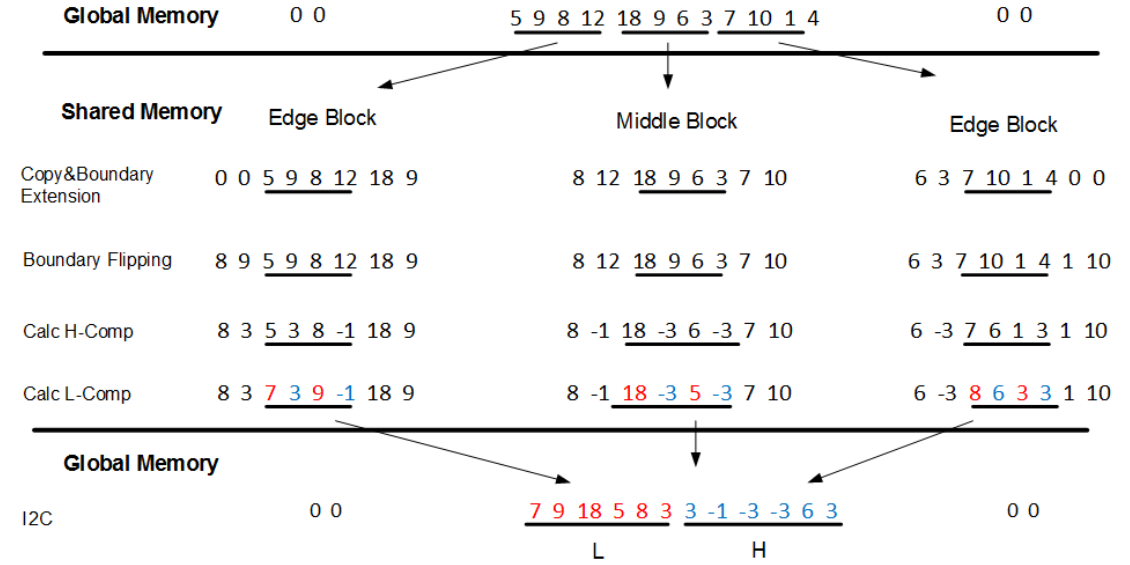 Global Memory 0 0 5 9 8 12 18 9 6 3 7 10 1 4 0 0
Shared Memory Edge Block Middle Block Edge Block
Copy&Boundary
Extension 0 0 5 9 8 12 18 9 8 12 18 9 6 3 7 10 6 3 7 10 1 4 0 0
Boundary Flipping 8 9 5 9 8 12 18 9 8 12 18 9 6 3 7 10 6 3 7 10 1 4 1 10
Calc H-Comp 8 3 5 3 8 -1 18 9 8 -1 18 -3 6 -3 7 10 6 -3 7 6 1 3 1 10
Calc L-Comp 8 3 7 3 9 -1 18 9 8 -1 18 -3 5 -3 7 10 6 -3 8 6 3 3 1 10
Global Memory
I2C 0 0 7 9 18 5 8 3 3 -1 -3 -3 6 3 0 0
L H